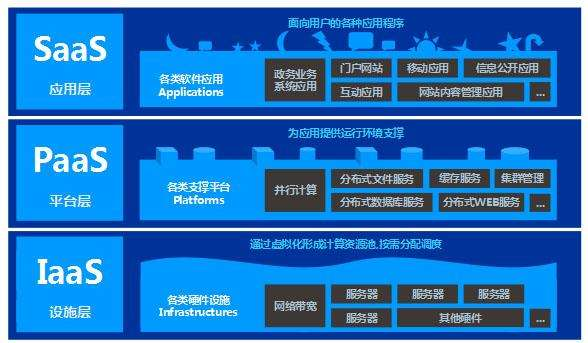 SaaS
应用层
面向用户的各种应用程序
各类软件应用
Applications
政务业务
系统应用
门户网站
移动应用
信息公开应用
互动应用
网站内容管理应用
...
PaaS
平台层
为应用提供运行环境支撑
各类支撑平台
Platforms
并行计算
分布式文件服务
缓存服务
集群管理
分布式数据库服务
分布式WEB服务
...
IaaS
设施层
通过虚拟化形成计算资源池,按需分配调度
各类硬件设施
Infrastructures
网络带宽
服务器
服务器
服务器
服务器
其他硬件
...